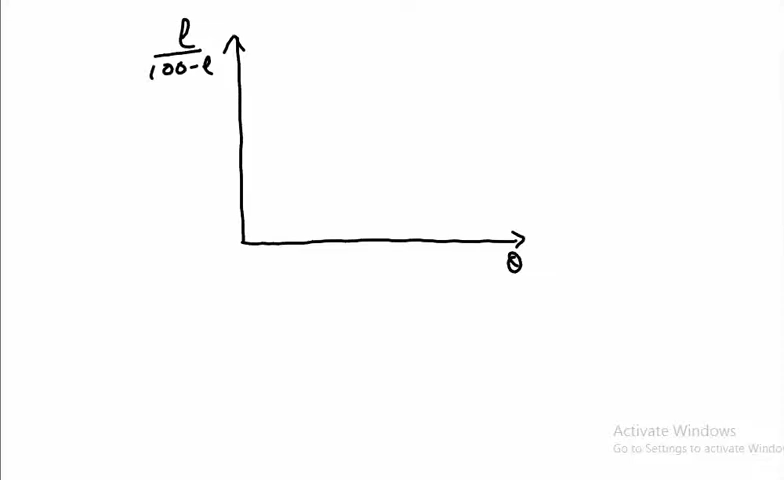 l
100-l
θ
Activate Windows
Go to Settings to activate Windo